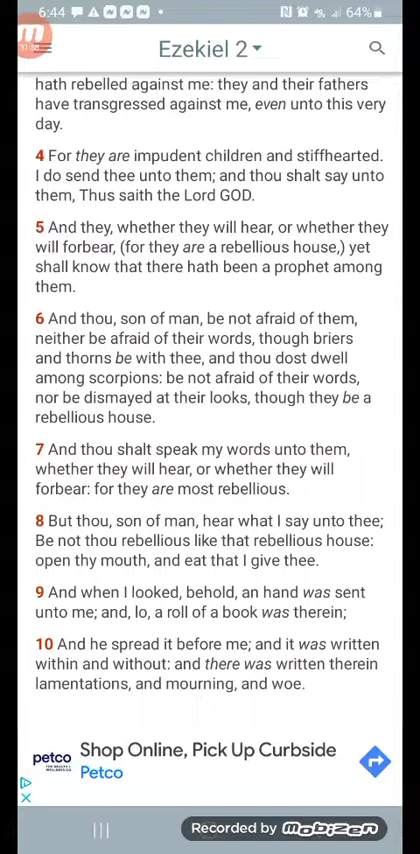 6:44
64%
31:58
Ezekiel 2
hath rebelled against me: they and their fathers
have transgressed against me, even unto this very
day.
4 For they are impudent children and stiffhearted.
I do send thee unto them; and thou shalt say unto
them, Thus saith the Lord GOD.
5 And they, whether they will hear, or whether they
will forbear, (for they are a rebellious house,) yet
shall know that there hath been a prophet among
them.
6 And thou, son of man, be not afraid of them,
neither be afraid of their words, though briers
and thorns be with thee, and thou dost dwell
among scorpions: be not afraid of their words,
nor be dismayed at their looks, though they be a
rebellious house.
7 And thou shalt speak my words unto them,
whether they will hear, or whether they will
forbear: for they are most rebellious.
8 But thou, son of man, hear what I say unto thee;
Be not thou rebellious like that rebellious house:
open thy mouth, and eat that I give thee.
9 And when I looked, behold, an hand was sent
unto me; and, lo, a roll of a book was therein;
10 And he spread it before me; and it was written
within and without: and there was written therein
lamentations, and mourning, and woe.
petco
Shop Online, Pick Up Curbside
Petco
Recorded by mobizen